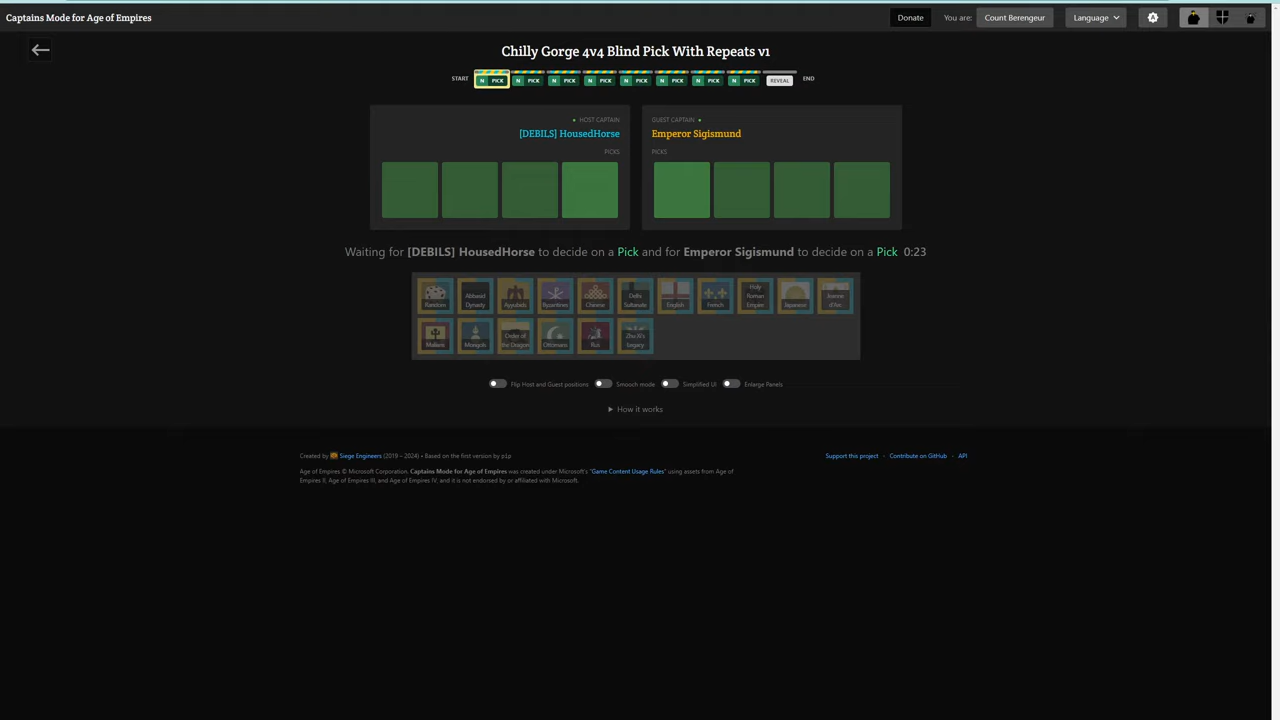 Captains Mode for Age of Empires
Donate
You are:
Count Berengeur
Language
Chilly Gorge 4v4 Blind Pick With Repeats v1
START
N PICK
N PICK
N PICK
N PICK
N PICK
N PICK
N PICK
N PICK
REVEAL
END
HOST CAPTAIN
[DEBILS] HousedHorse
PICKS
GUEST CAPTAIN
Emperor Sigismund
PICKS
Waiting for [DEBILS] HousedHorse to decide on a Pick and for Emperor Sigismund to decide on a Pick 0:23
Random
Abbasid Dynasty
Ayyubids
Byzantines
Chinese
Delhi Sultanate
English
French
Holy Roman Empire
Japanese
Jeanne d'Arc
Malians
Mongols
Order of the Dragon
Ottomans
Rus
Zhu Xi's Legacy
Flip Host and Guest positions
Smooch mode
Simplified UI
Enlarge Panels
How it works
Created by Siege Engineers (2019 – 2024) • Based on the first version by pip
Support this project • Contribute on GitHub • API
Age of Empires © Microsoft Corporation. Captains Mode for Age of Empires was created under Microsoft's "Game Content Usage Rules" using assets from Age of
Empires II, Age of Empires III, and Age of Empires IV, and it is not endorsed by or affiliated with Microsoft.